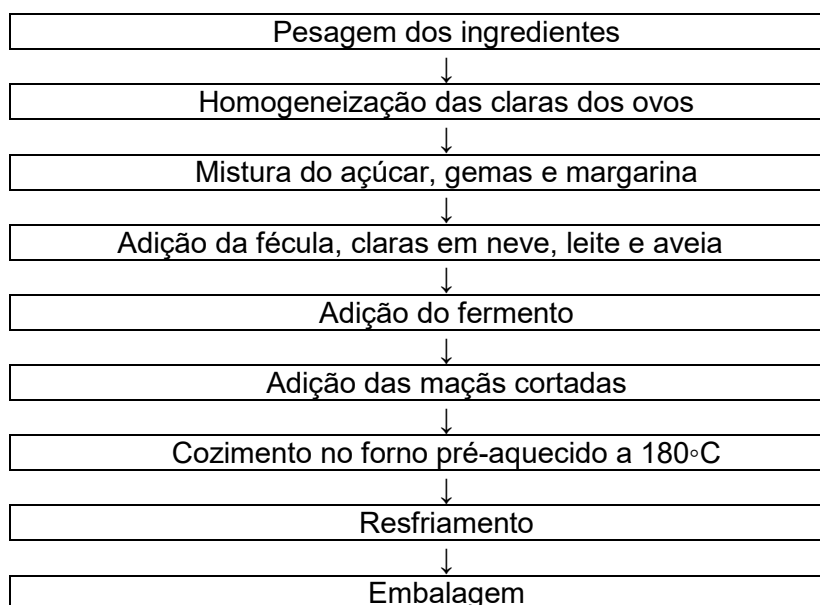 Pesagem dos ingredientes
↓
Homogeneização das claras dos ovos
↓
Mistura do açúcar, gemas e margarina
↓
Adição da fécula, claras em neve, leite e aveia
↓
Adição do fermento
↓
Adição das maçãs cortadas
↓
Cozimento no forno pré-aquecido a 180◦C
↓
Resfriamento
↓
Embalagem